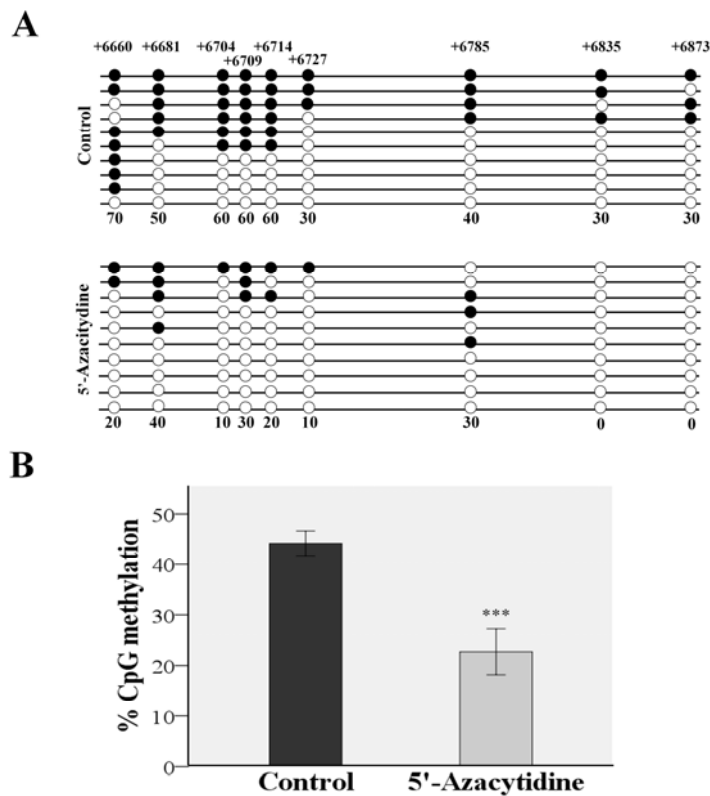 A
+6660 +6681 +6704 +6714 +6785 +6835 +6873
+6709 +6727
Control
70 50 60 60 60 30 40 30 30
5'-Azacitydine
20 40 10 30 20 10 30 0 0
B
% CpG methylation
50
40
30
20
10
0
***
Control 5'-Azacytidine